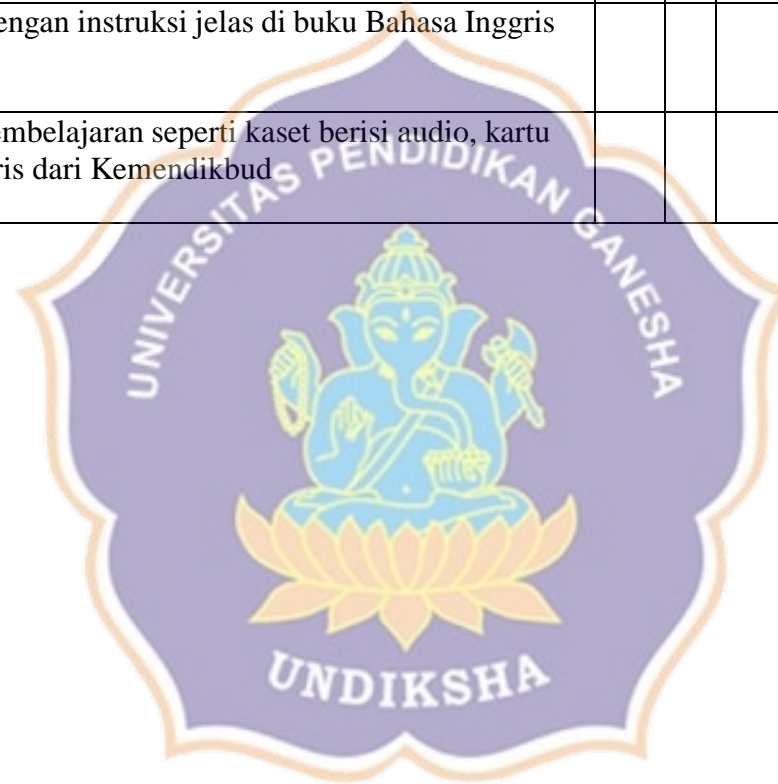 engan instruksi jelas di buku Bahasa Inggris
embelajaran seperti kaset berisi audio, kartu
ris dari Kemendikbud
UNIVERSITAS PENDIDIKAN GANESHA
UNDIKSHA